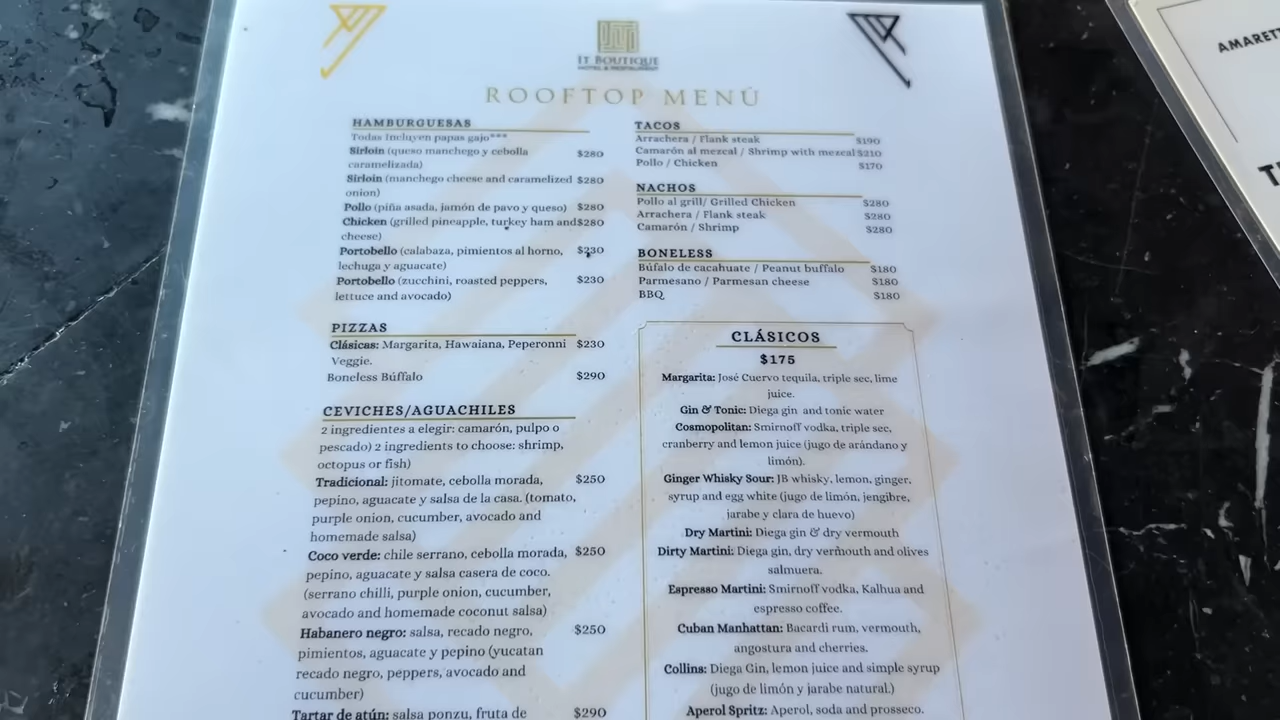 IT BOUTIQUE
HOTEL & RESTAURANT
ROOFTOP MENÚ
HAMBURGUESAS
Todas Incluyen papas gajo***
Sirloin (queso manchego y cebolla $280
caramelizada)
Sirloin (manchego cheese and caramelized $280
onion)
Pollo (piña asada, jamón de pavo y queso) $280
Chicken (grilled pineapple, turkey ham and $280
cheese)
Portobello (calabaza, pimientos al horno, $230
lechuga y aguacate)
Portobello (zucchini, roasted peppers, $230
lettuce and avocado)
PIZZAS
Clásicas: Margarita, Hawaiana, Peperonni $230
Veggie.
Boneless Búffalo $290
CEVICHES/AGUACHILES
2 ingredientes a elegir: camarón, pulpo o
pescado) 2 ingredients to choose: shrimp,
octopus or fish)
Tradicional: jitomate, cebolla morada, $250
pepino, aguacate y salsa de la casa. (tomato,
purple onion, cucumber, avocado and
homemade salsa)
Coco verde: chile serrano, cebolla morada, $250
pepino, aguacate y salsa casera de coco.
(serrano chilli, purple onion, cucumber,
avocado and homemade coconut salsa)
Habanero negro: salsa, recado negro, $250
pimientos, aguacate y pepino (yucatan
recado negro, peppers, avocado and
cucumber)
Tartar de atún: salsa ponzu, fruta de $290
TACOS
Arrachera / Flank steak $190
Camarón al mezcal / Shrimp with mezcal $210
Pollo / Chicken $170
NACHOS
Pollo al grill/ Grilled Chicken $280
Arrachera / Flank steak $280
Camarón / Shrimp $280
BONELESS
Búfalo de cacahuate / Peanut buffalo $180
Parmesano / Parmesan cheese $180
BBQ $180
CLÁSICOS
$175
Margarita: José Cuervo tequila, triple sec, lime
juice.
Gin & Tonic: Diega gin and tonic water
Cosmopolitan: Smirnoff vodka, triple sec,
cranberry and lemon juice (jugo de arándano y
limón).
Ginger Whisky Sour: JB whisky, lemon, ginger,
syrup and egg white (jugo de limón, jengibre,
jarabe y clara de huevo)
Dry Martini: Diega gin & dry vermouth
Dirty Martini: Diega gin, dry vermouth and olives
salmuera.
Espresso Martini: Smirnoff vodka, Kalhua and
espresso coffee.
Cuban Manhattan: Bacardi rum, vermouth,
angostura and cherries.
Collins: Diega Gin, lemon juice and simple syrup
(jugo de limón y jarabe natural.)
Aperol Spritz: Aperol, soda and prosseco.